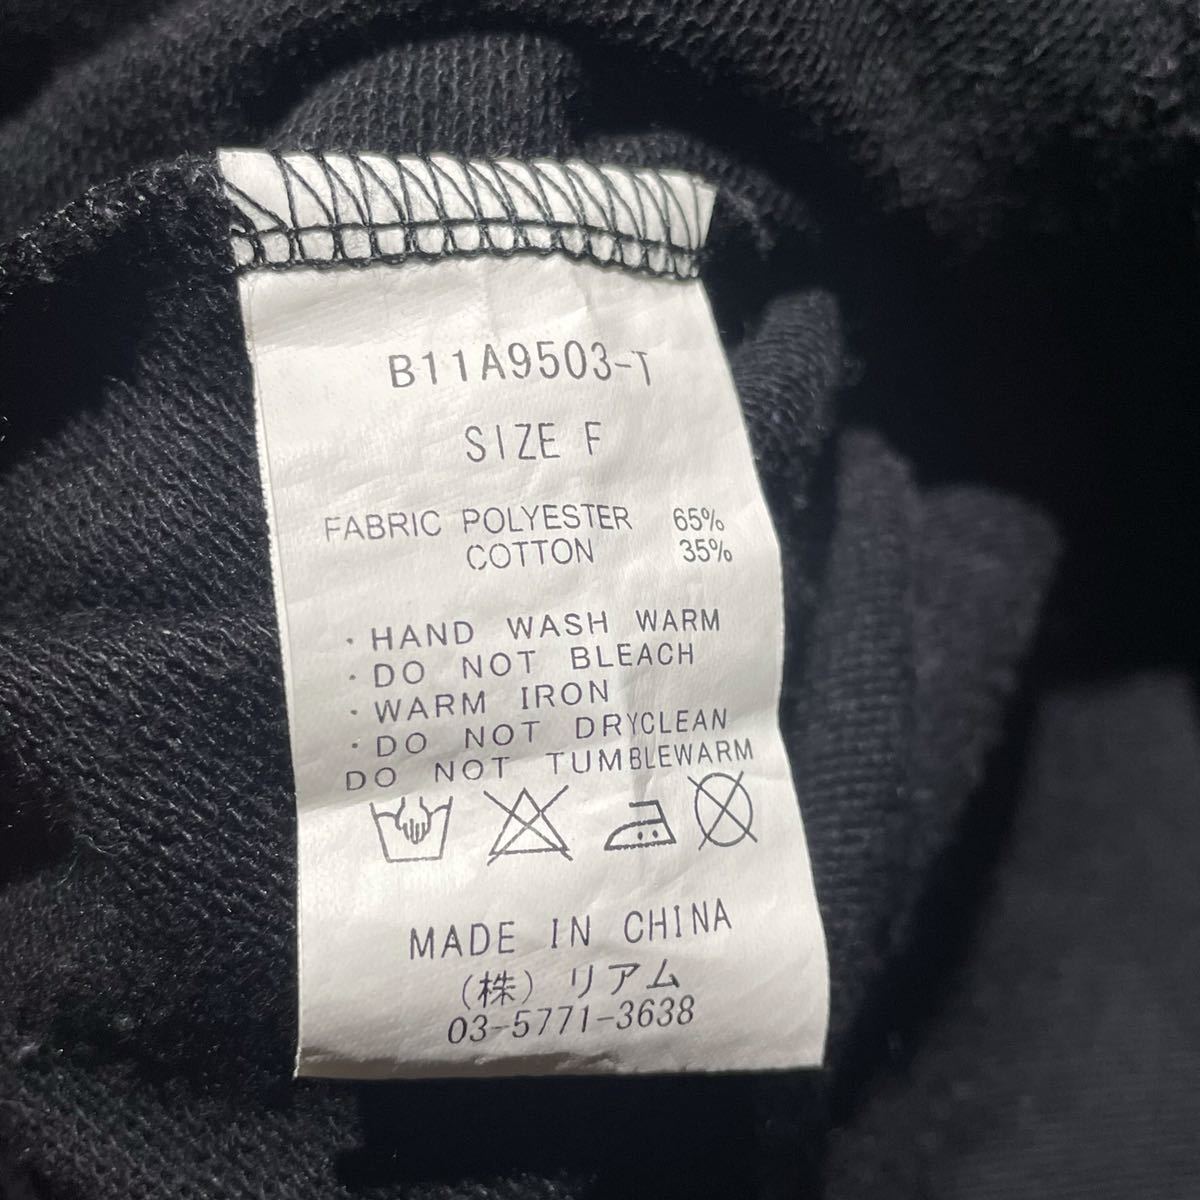 B11A9503-T
SIZE F
FABRIC POLYESTER 65%
COTTON 35%
・HAND WASH WARM
・DO NOT BLEACH
・WARM IRON
・DO NOT DRYCLEAN
DO NOT TUMBLEWARM
MADE IN CHINA
(株) リアム
03-5771-3638